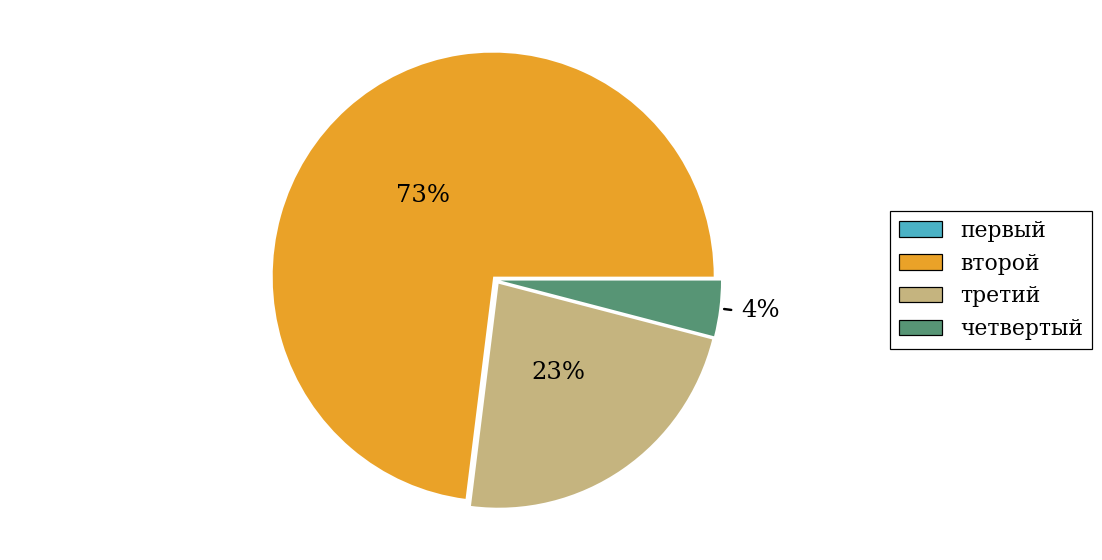 73%
4%
23%
первый
второй
третий
четвертый